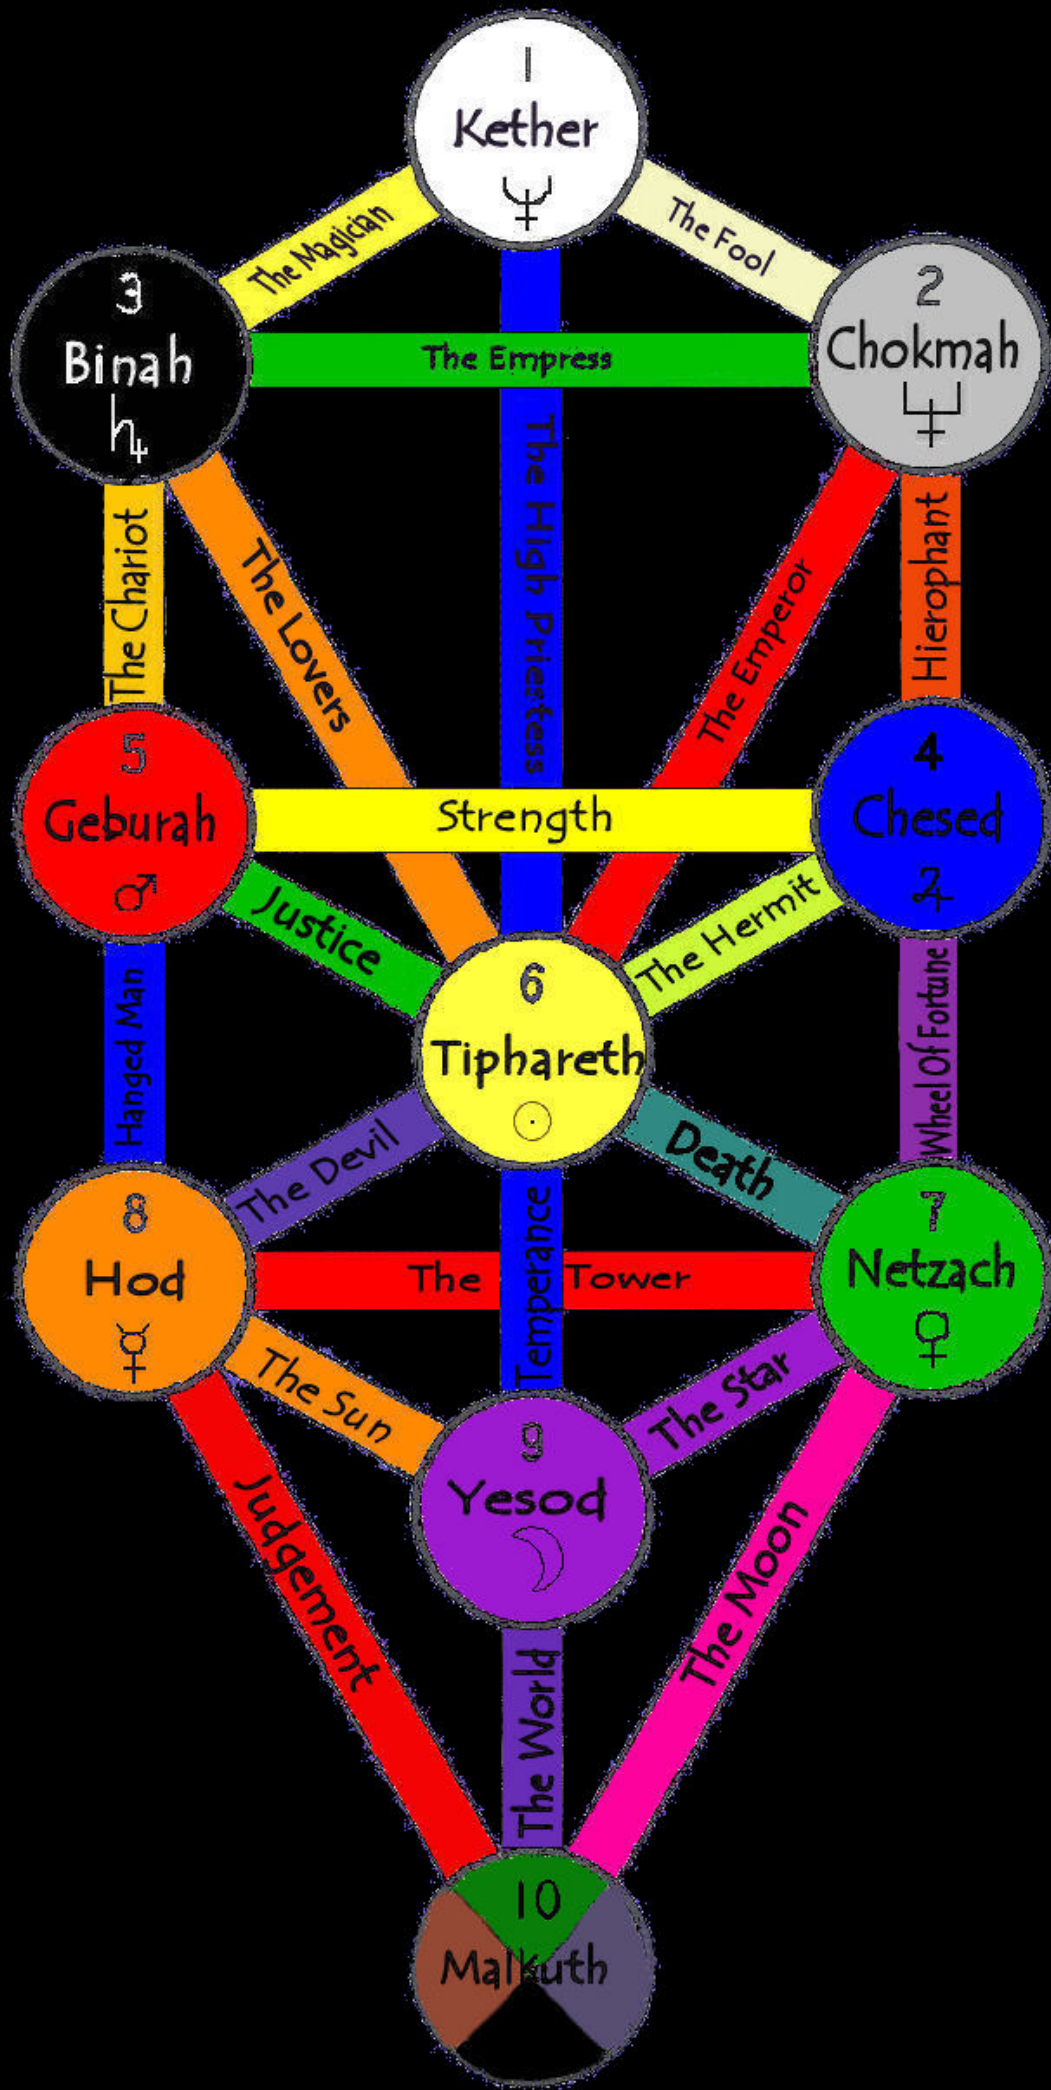 1
Kether
The Magician
The Fool
3
Binah
2
Chokmah
The Empress
The High Priestess
The Chariot
The Lovers
The Emperor
Hierophant
5
Geburah
Strength
4
Chesed
Justice
The Hermit
6
Tiphareth
Hanged Man
Wheel Of Fortune
The Devil
Death
8
Hod
The Tower
Temperance
7
Netzach
The Sun
The Star
9
Yesod
Judgement
The Moon
The World
10
Malkuth